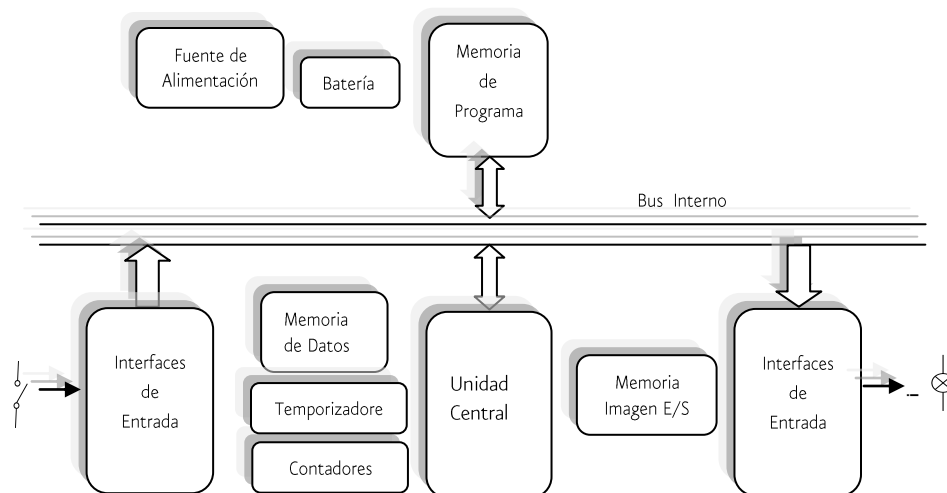 Fuente de
Alimentación
Batería
Memoria
de
Programa
Bus Interno
Interfaces
de
Entrada
Memoria
de Datos
Temporizadore
Contadores
Unidad
Central
Memoria
Imagen E/S
Interfaces
de
Entrada